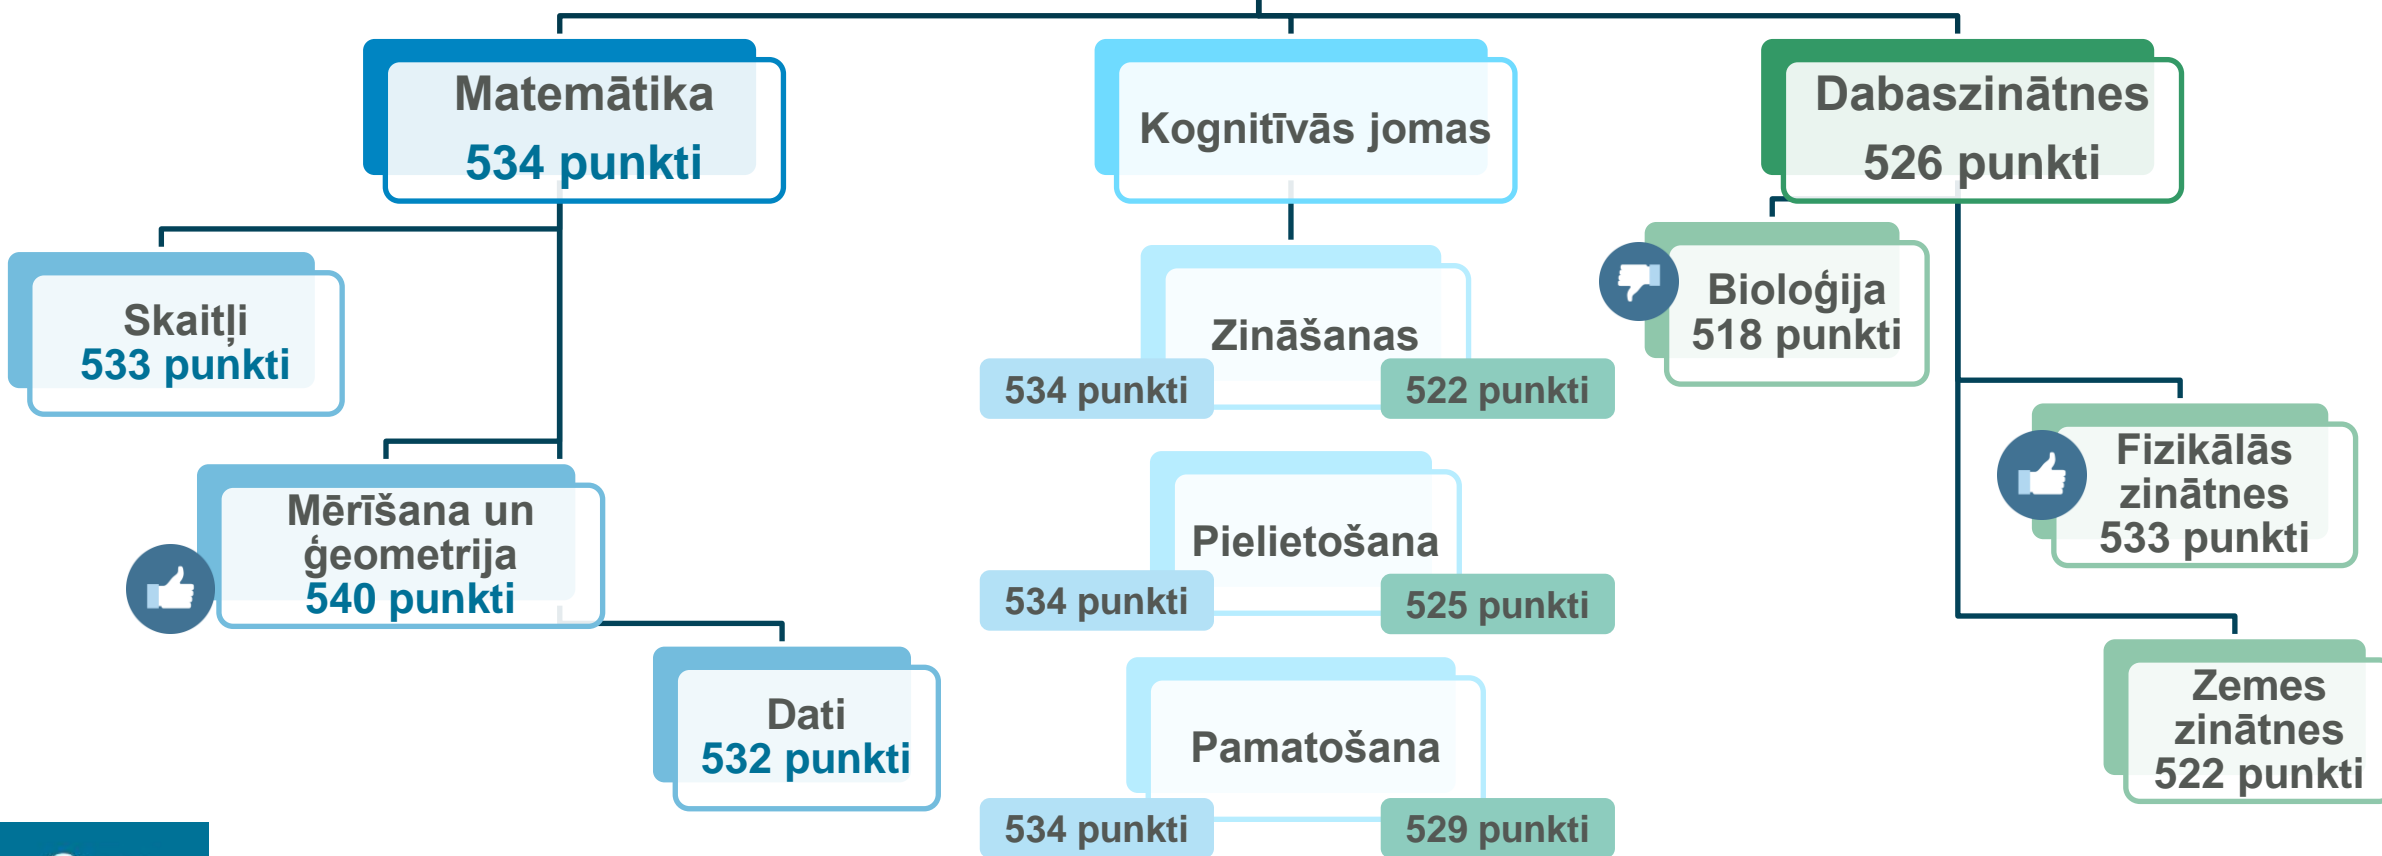 Matemātika
534 punkti
Skaitļi
533 punkti
Mērīšana un
ģeometrija
540 punkti
Dati
532 punkti
Kognitīvās jomas
Zināšanas
534 punkti
522 punkti
Pielietošana
534 punkti
525 punkti
Pamatošana
534 punkti
529 punkti
Dabaszinātnes
526 punkti
Bioloģija
518 punkti
Fizikālās
zinātnes
533 punkti
Zemes
zinātnes
522 punkti